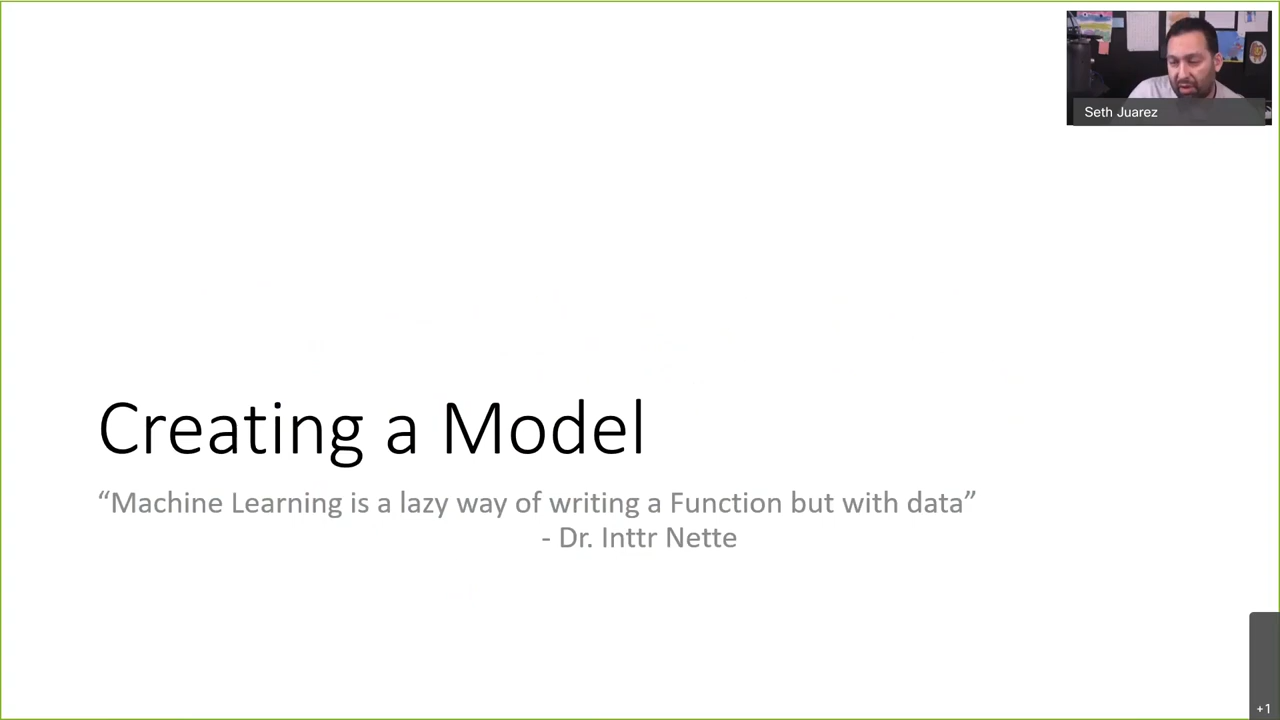 Seth Juarez
Creating a Model
“Machine Learning is a lazy way of writing a Function but with data”
- Dr. Inttr Nette
+1